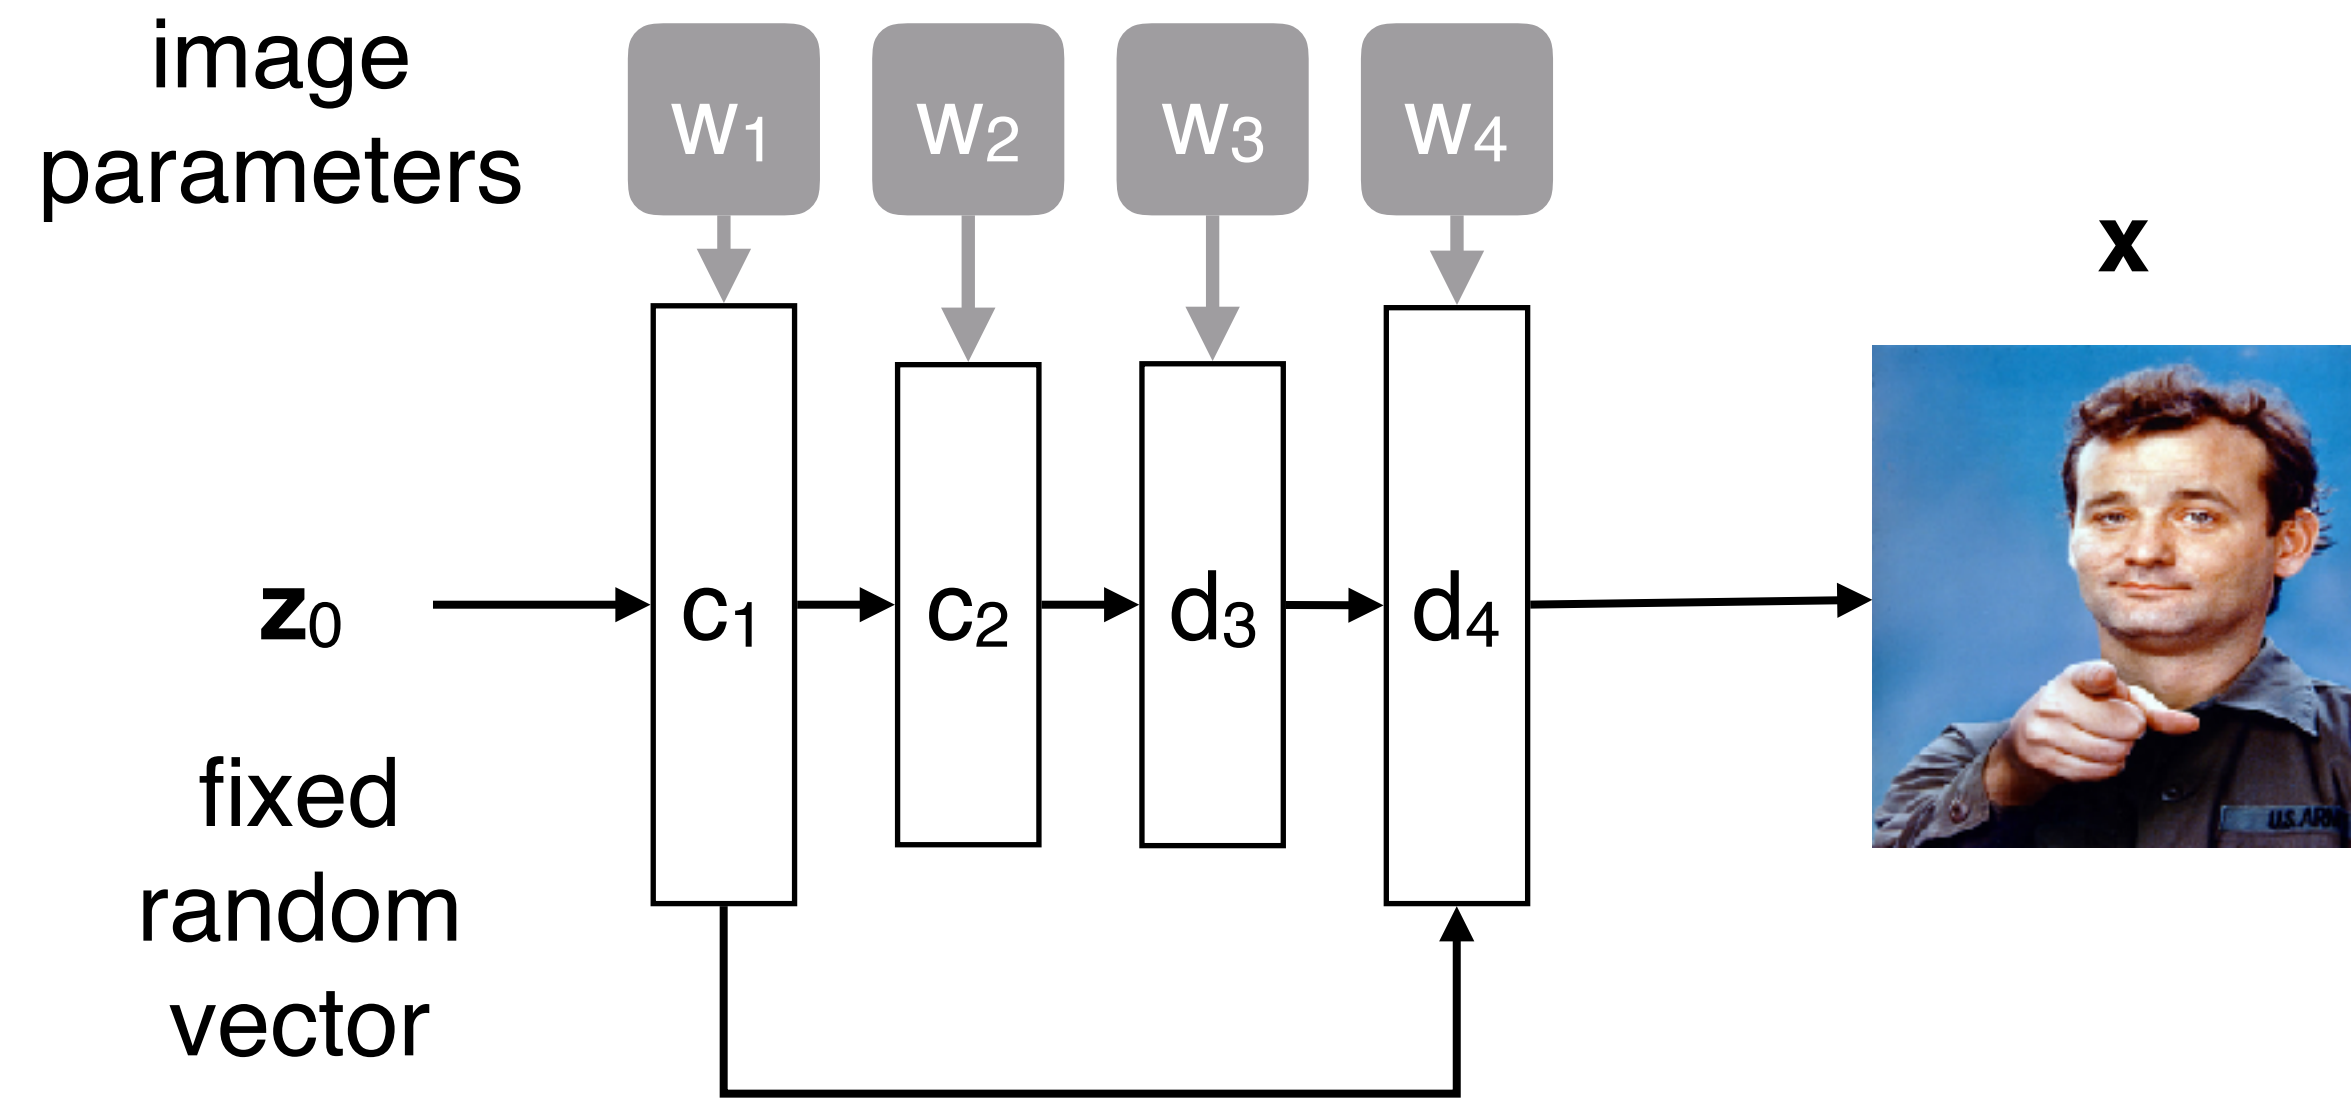 image
parameters
w1 w2 w3 w4
x
z0 c1 c2 d3 d4
fixed
random
vector
U.S.